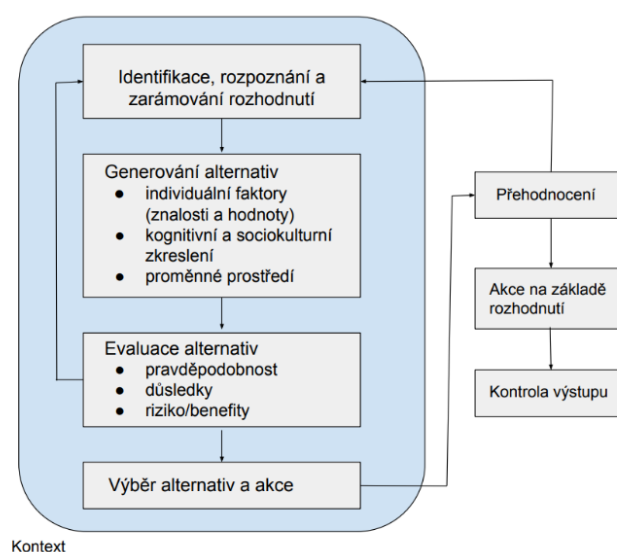 Identifikace, rozpoznání a
zarámování rozhodnutí
Generování alternativ
● individuální faktory
(znalosti a hodnoty)
● kognitivní a sociokulturní
zkreslení
● proměnné prostředí
Evaluace alternativ
● pravděpodobnost
● důsledky
● riziko/benefity
Výběr alternativ a akce
Přehodnocení
Akce na základě
rozhodnutí
Kontrola výstupu
Kontext